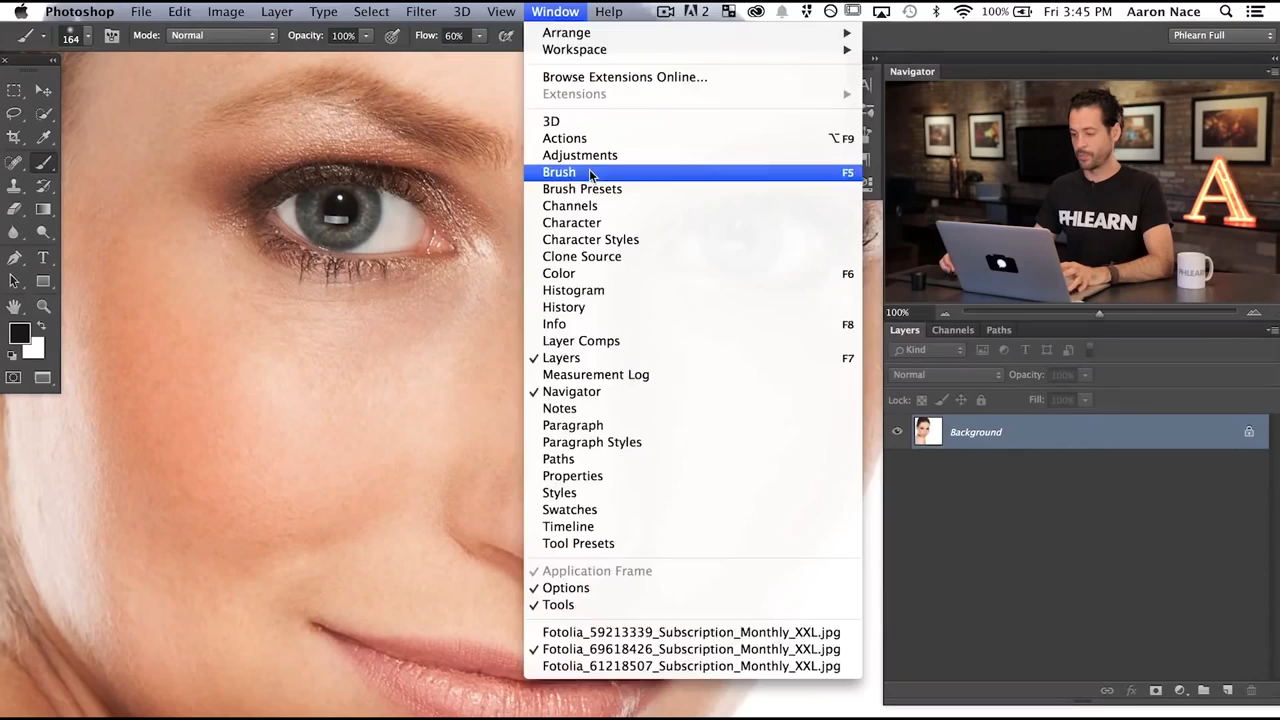 Photoshop File Edit Image Layer Type Select Filter 3D View Window Help 2 100% Fri 3:45 PM Aaron Nace
164 Mode: Normal Opacity: 100% Flow: 60% Phlearn Full
Arrange
Workspace
Browse Extensions Online...
Extensions
3D
Actions ⌥F9
Adjustments
Brush F5
Brush Presets
Channels
Character
Character Styles
Clone Source
Color F6
Histogram
History
Info F8
Layer Comps
Layers F7
Measurement Log
Navigator
Notes
Paragraph
Paragraph Styles
Paths
Properties
Styles
Swatches
Timeline
Tool Presets
Application Frame
Options
Tools
Fotolia_59213339_Subscription_Monthly_XXL.jpg
Fotolia_69618426_Subscription_Monthly_XXL.jpg
Fotolia_61218507_Subscription_Monthly_XXL.jpg
Navigator
A
PHLEARN
PHLEARN
100%
Layers Channels Paths
Kind
Normal Opacity: 100%
Lock: Fill: 100%
Background